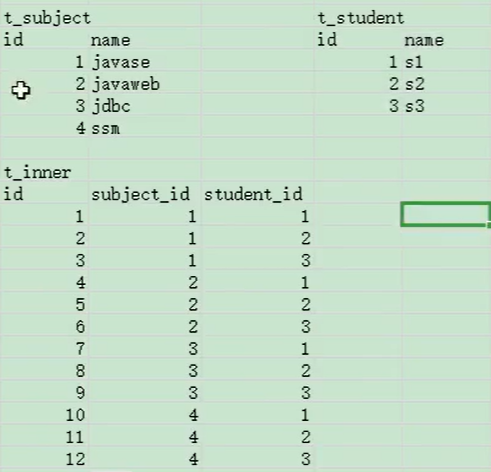 t_subject t_student
id name id name
1 javase 1 s1
2 javaweb 2 s2
3 jdbc 3 s3
4 ssm
t_inner
id subject_id student_id
1 1 1
2 1 2
3 1 3
4 2 1
5 2 2
6 2 3
7 3 1
8 3 2
9 3 3
10 4 1
11 4 2
12 4 3